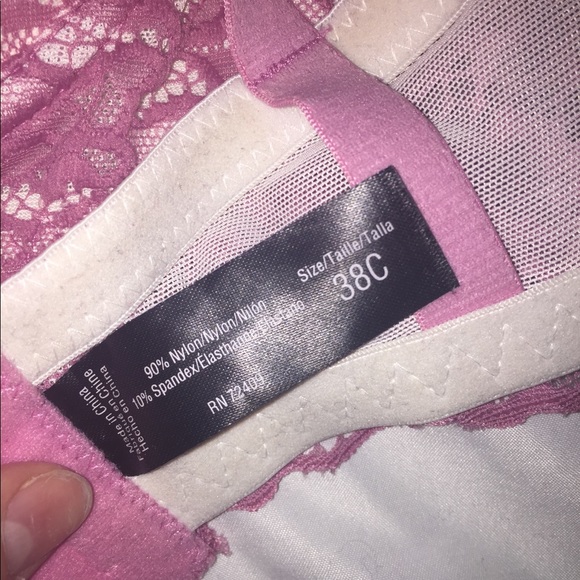 Size/Taille/Talla
38C
90% Nylon/Nylon/Nilón
10% Spandex/Élasthanne/Elastano
RN 72409
Made in China
Fabriqué en Chine
Hecho en China